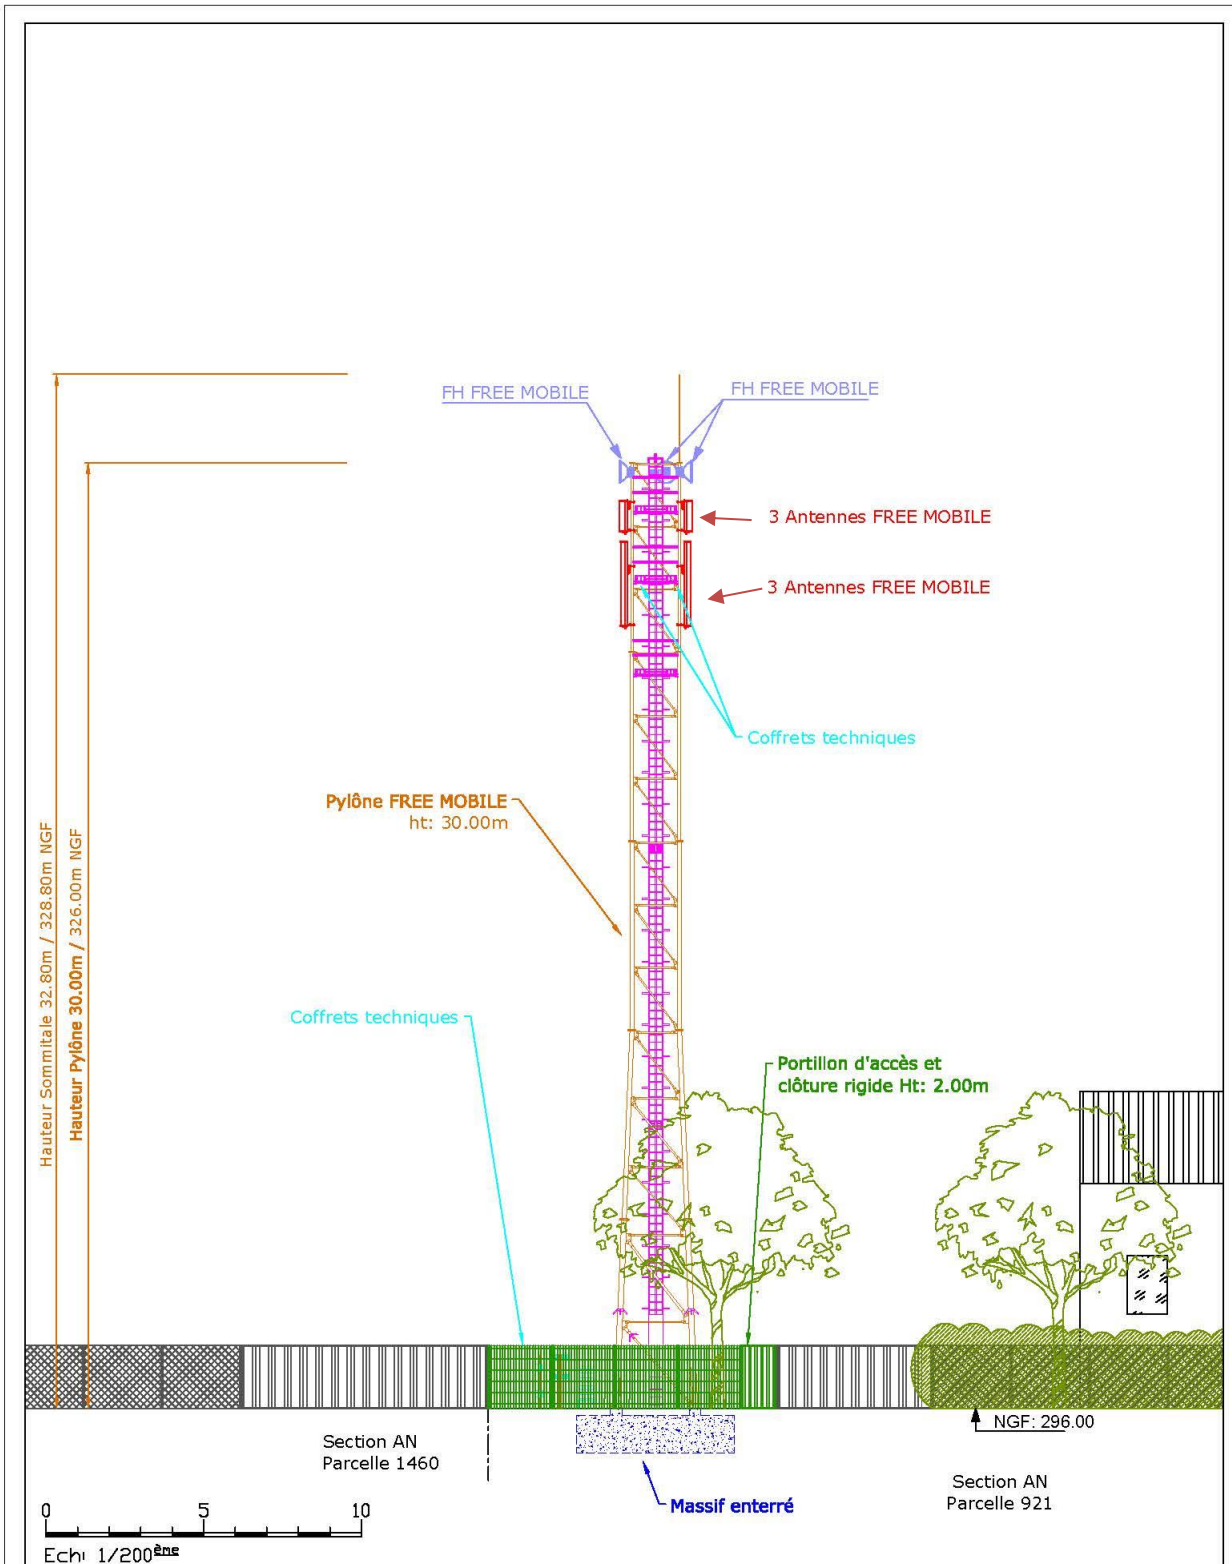 FH FREE MOBILE
FH FREE MOBILE
3 Antennes FREE MOBILE
3 Antennes FREE MOBILE
Coffrets techniques
Pylône FREE MOBILE
ht: 30.00m
Hauteur Sommitale 32.80m / 328.80m NGF
Hauteur Pylône 30.00m / 326.00m NGF
Coffrets techniques
Portillon d'accès et
clôture rigide Ht: 2.00m
NGF: 296.00
Section AN
Parcelle 1460
Section AN
Parcelle 921
Massif enterré
0 5 10
Ech: 1/200ème